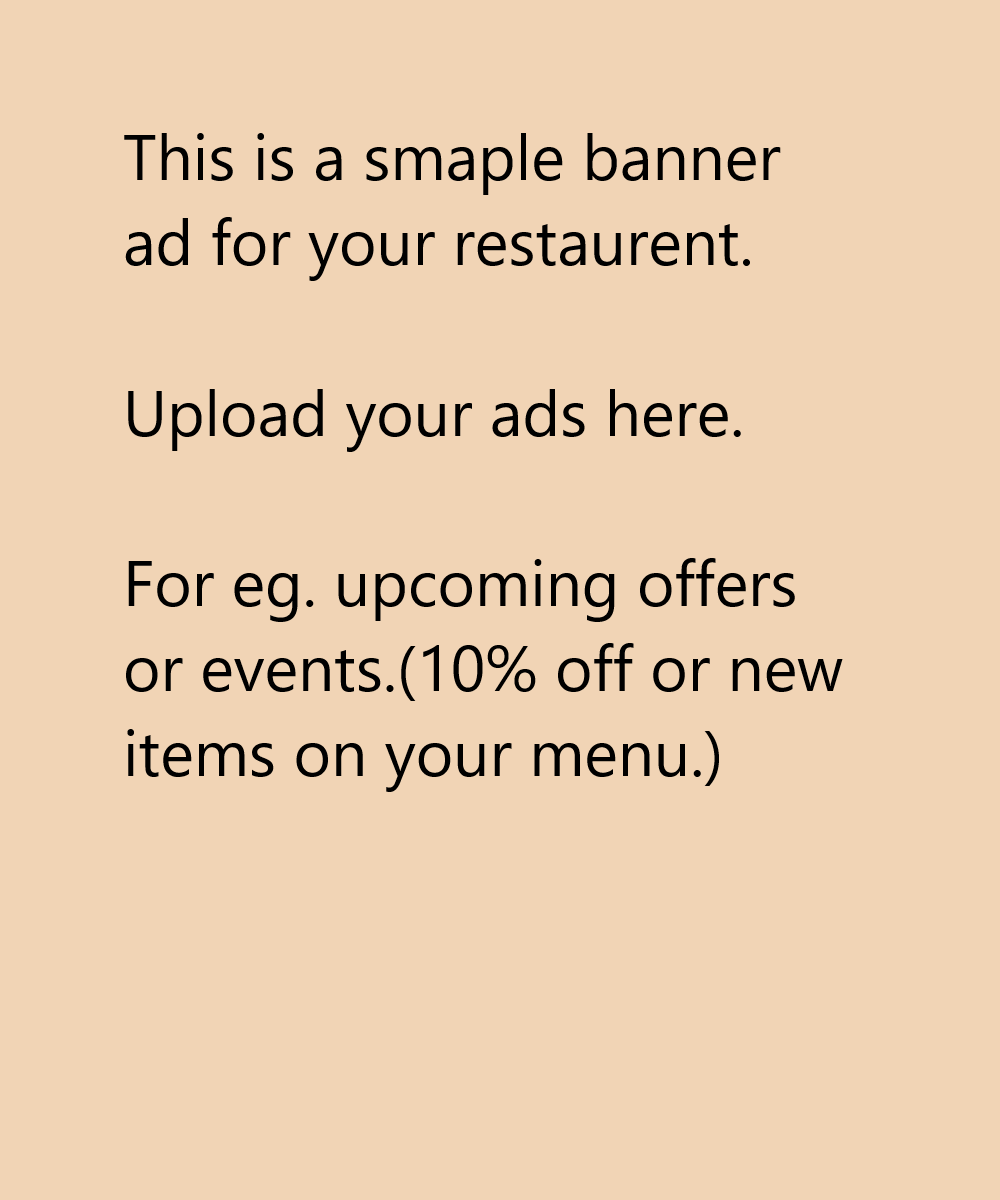 This is a smaple banner
ad for your restaurent.
Upload your ads here.
For eg. upcoming offers
or events.(10% off or new
items on your menu.)